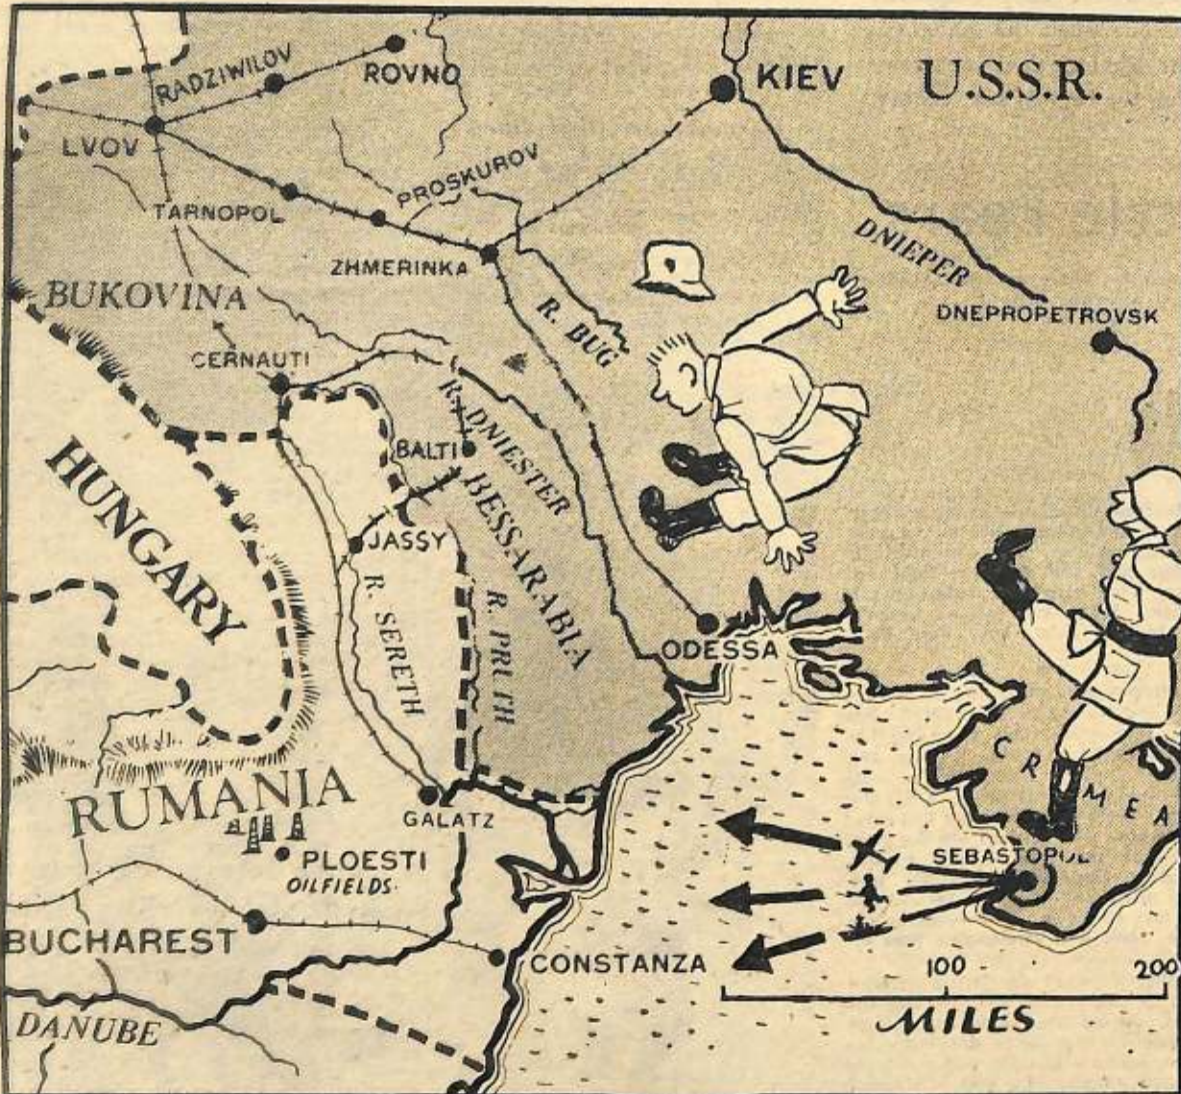 RADZIWILOV
ROVNO
KIEV
U.S.S.R.
LVOV
TARNOPOL
PROSKUROV
ZHMERINKA
DNIEPER
BUKOVINA
R. BUG
DNEPROPETROVSK
CERNAUTI
R. DNIESTER
BALTI
HUNGARY
BESSARABIA
JASSY
R. SERETH
R. PRUTH
ODESSA
CRIMEA
RUMANIA
GALATZ
PLOESTI
OILFIELDS.
SEBASTOPOL
BUCHAREST
CONSTANZA
100 200
MILES
DANUBE